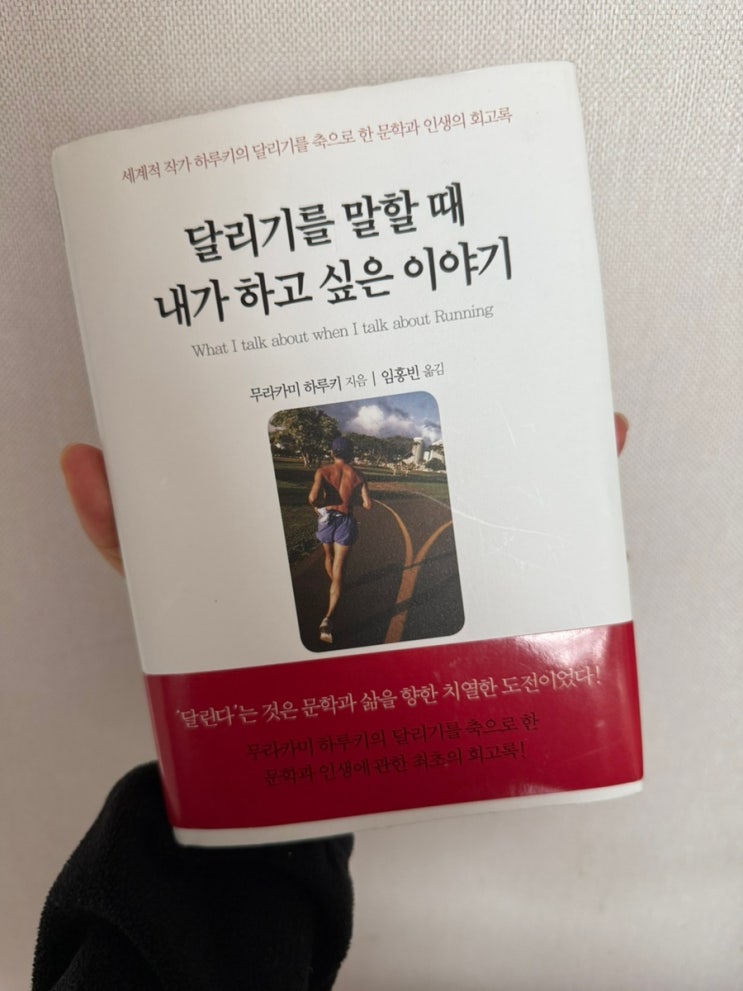 세계적 작가 하루키의 달리기를 축으로 한 문학과 인생의 회고록
달리기를 말할 때
내가 하고 싶은 이야기
What I talk about when I talk about Running
무라카미 하루키 지음 | 임홍빈 옮김
'달린다'는 것은 문학과 삶을 향한 치열한 도전이었다!
무라카미 하루키의 달리기를 축으로 한
문학과 인생에 관한 최초의 회고록!